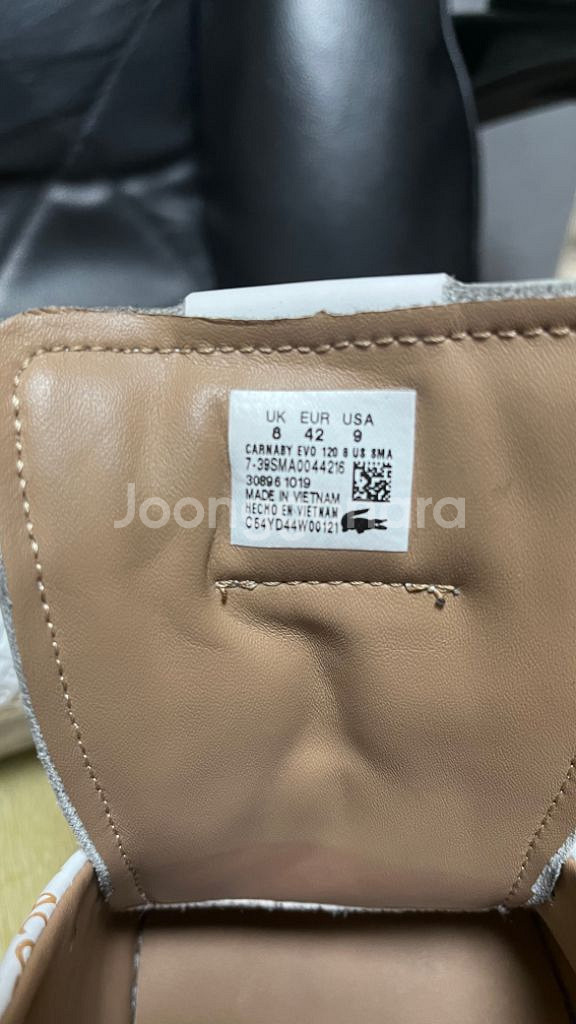 UK EUR USA
8 42 9
CARNABY EVO 120 8 US SMA
7-39SMA0044216
30896 1019
MADE IN VIETNAM
HECHO EN VIETNAM
C54YD44W00121
Joonggonara